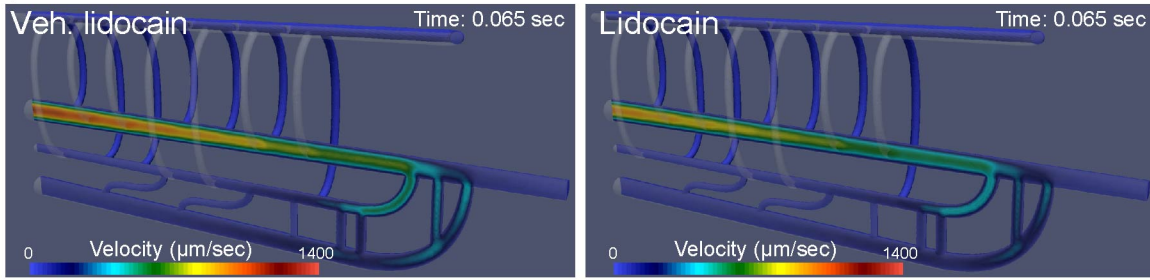 Veh. lidocain
Time: 0.065 sec
0
Velocity (µm/sec)
1400
Lidocain
Time: 0.065 sec
0
Velocity (µm/sec)
1400